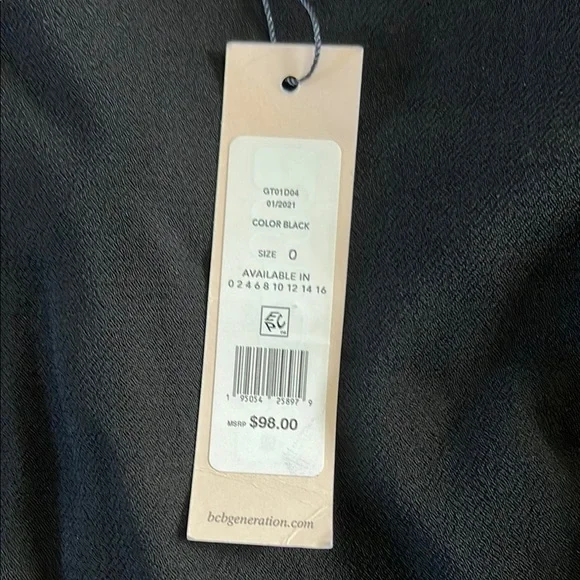 GT01D04
01/2021
COLOR BLACK
SIZE 0
AVAILABLE IN
0 2 4 6 8 10 12 14 16
EPC
1 95054 25897 9
MSRP $98.00
bcbgeneration.com